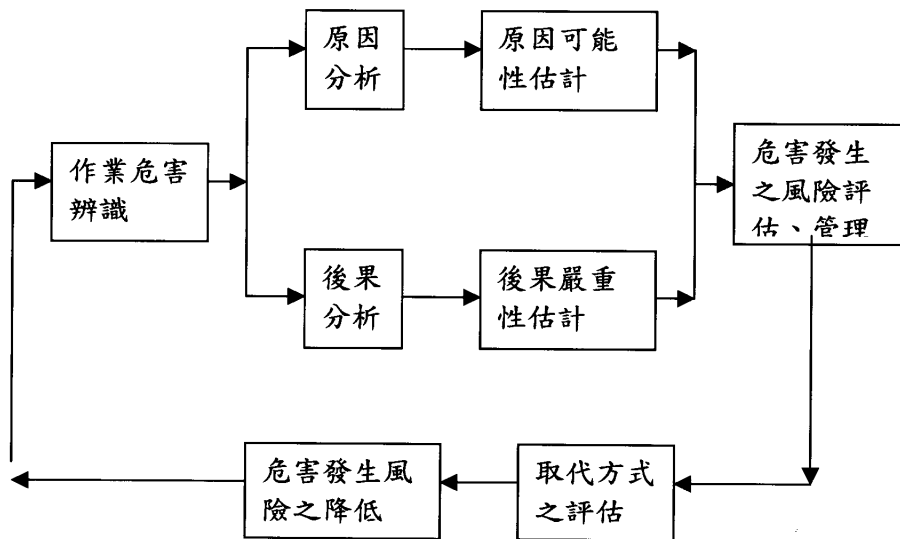 原因
分析
原因可能
性估計
作業危害
辨識
危害發生
之風險評
估、管理
後果
分析
後果嚴重
性估計
危害發生風
險之降低
取代方式
之評估